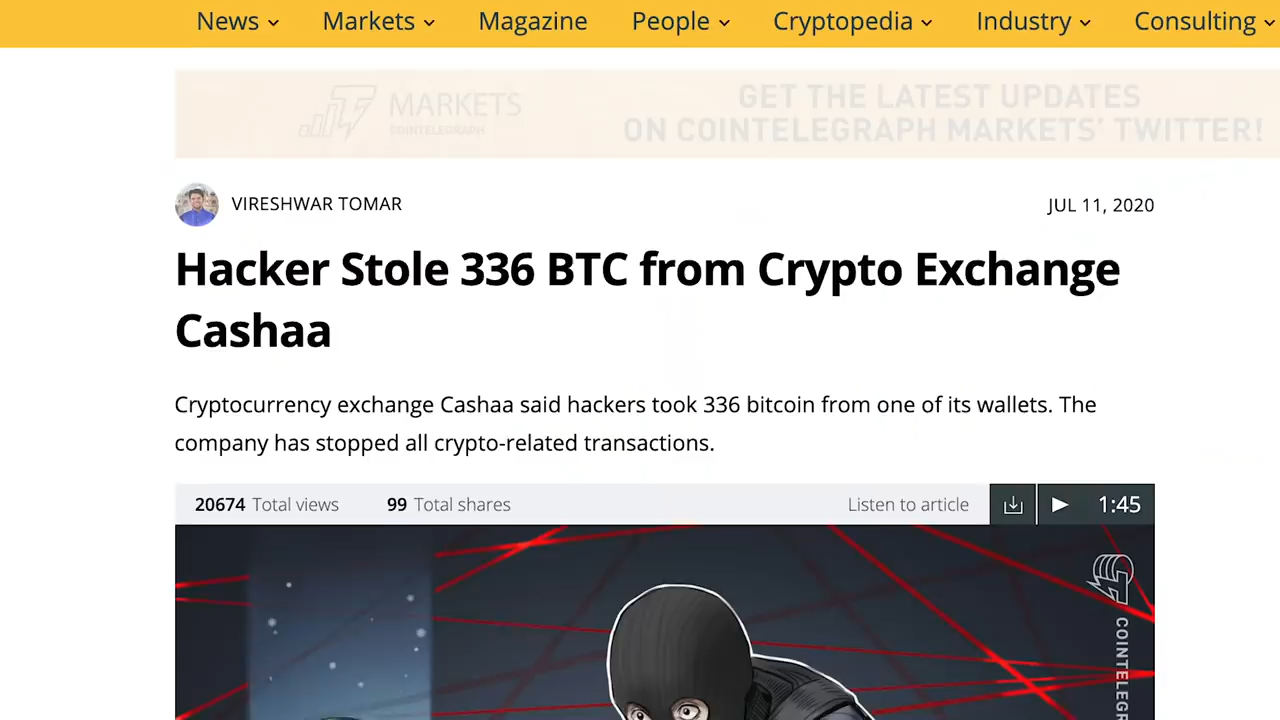 News Markets Magazine People Cryptopedia Industry Consulting
MARKETS
COINTELEGRAPH
GET THE LATEST UPDATES
ON COINTELEGRAPH MARKETS' TWITTER!
VIRESHWAR TOMAR
JUL 11, 2020
Hacker Stole 336 BTC from Crypto Exchange
Cashaa
Cryptocurrency exchange Cashaa said hackers took 336 bitcoin from one of its wallets. The
company has stopped all crypto-related transactions.
20674 Total views 99 Total shares Listen to article 1:45
COINTELEGR